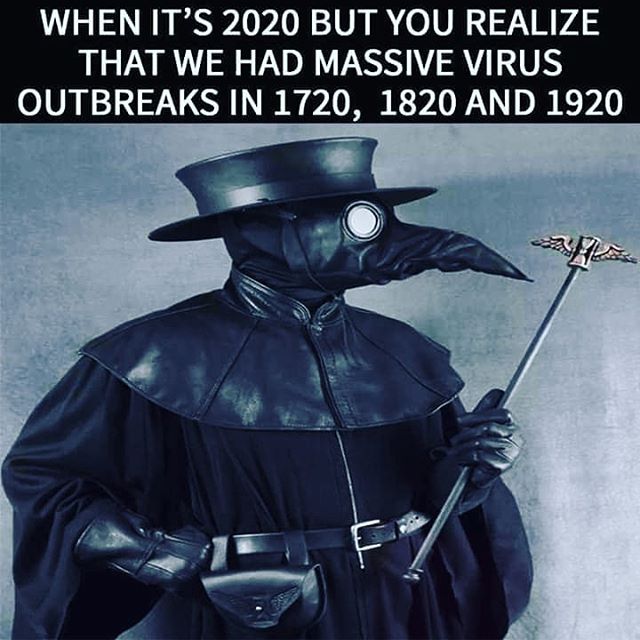 WHEN IT’S 2020 BUT YOU REALIZE
THAT WE HAD MASSIVE VIRUS
OUTBREAKS IN 1720, 1820 AND 1920